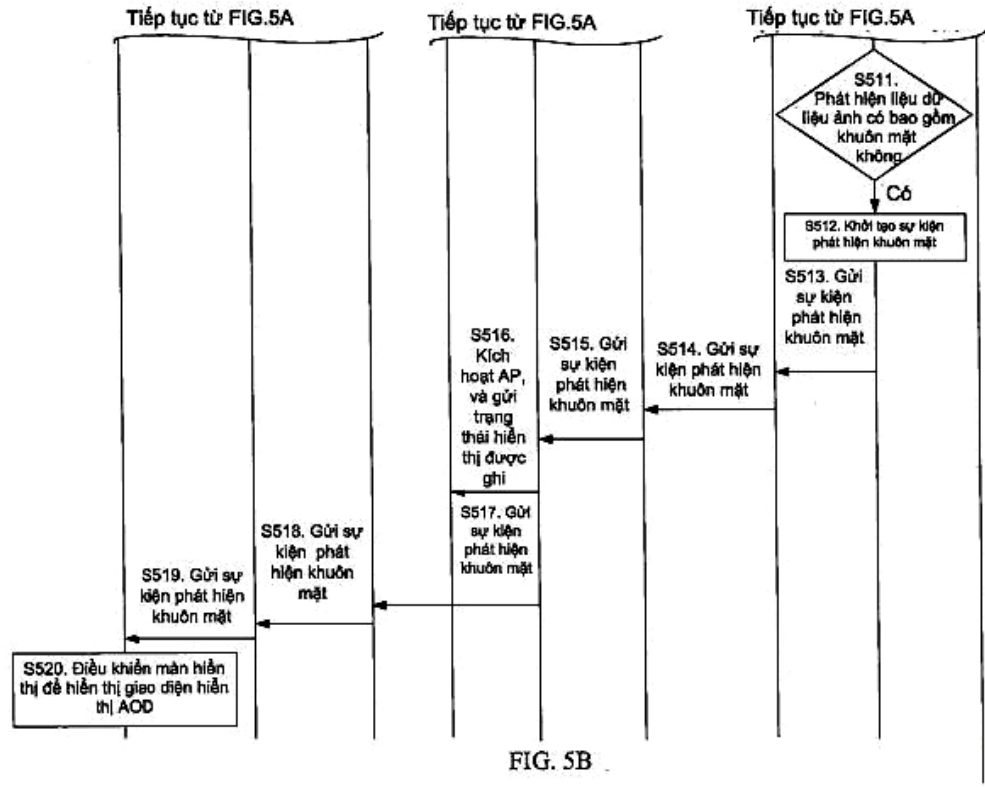 Tiếp tục từ FIG.5A
Tiếp tục từ FIG.5A
Tiếp tục từ FIG.5A
S511.
Phát hiện liệu dữ
liệu ảnh có bao gồm
khuôn mặt
không
Có
S512. Khởi tạo sự kiện
phát hiện khuôn mặt
S513. Gửi
sự kiện
phát hiện
khuôn mặt
S514. Gửi sự
kiện phát hiện
khuôn mặt
S515. Gửi
sự kiện
phát hiện
khuôn mặt
S516.
Kích
hoạt AP,
và gửi
trạng
thái hiển
thị được
ghi
S517. Gửi
sự kiện
phát hiện
khuôn mặt
S518. Gửi sự
kiện phát
hiện khuôn
mặt
S519. Gửi sự
kiện phát hiện
khuôn mặt
S520. Điều khiển màn hiển
thị để hiển thị giao diện hiển
thị AOD
FIG. 5B